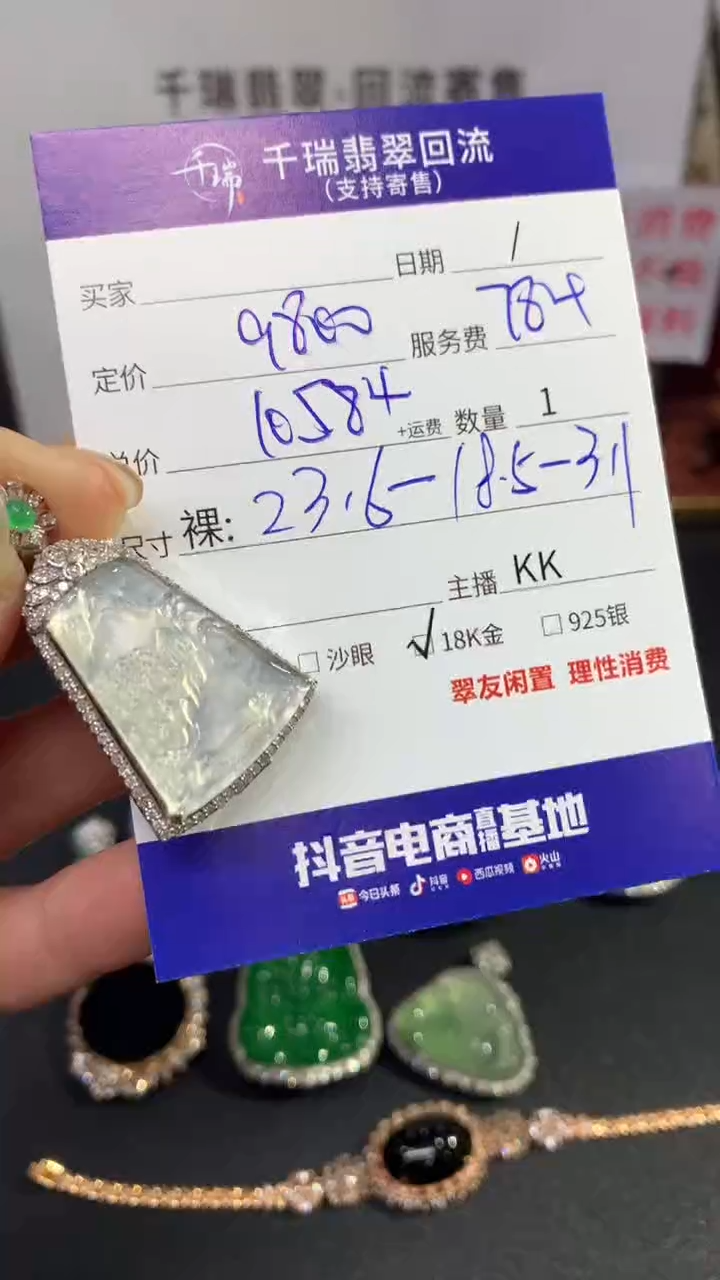 千瑞翡翠·回流寄售
千瑞 千瑞翡翠回流
(支持寄售)
买家 日期 /
定价 9800 服务费 784
总价 10584 +运费 数量 1
尺寸 裸: 23.6-18.5-3.1
主播 KK
沙眼 ✓ 18K金 925银
翠友闲置 理性消费
抖音电商直播基地
头条 今日头条 抖音 西瓜视频 火山